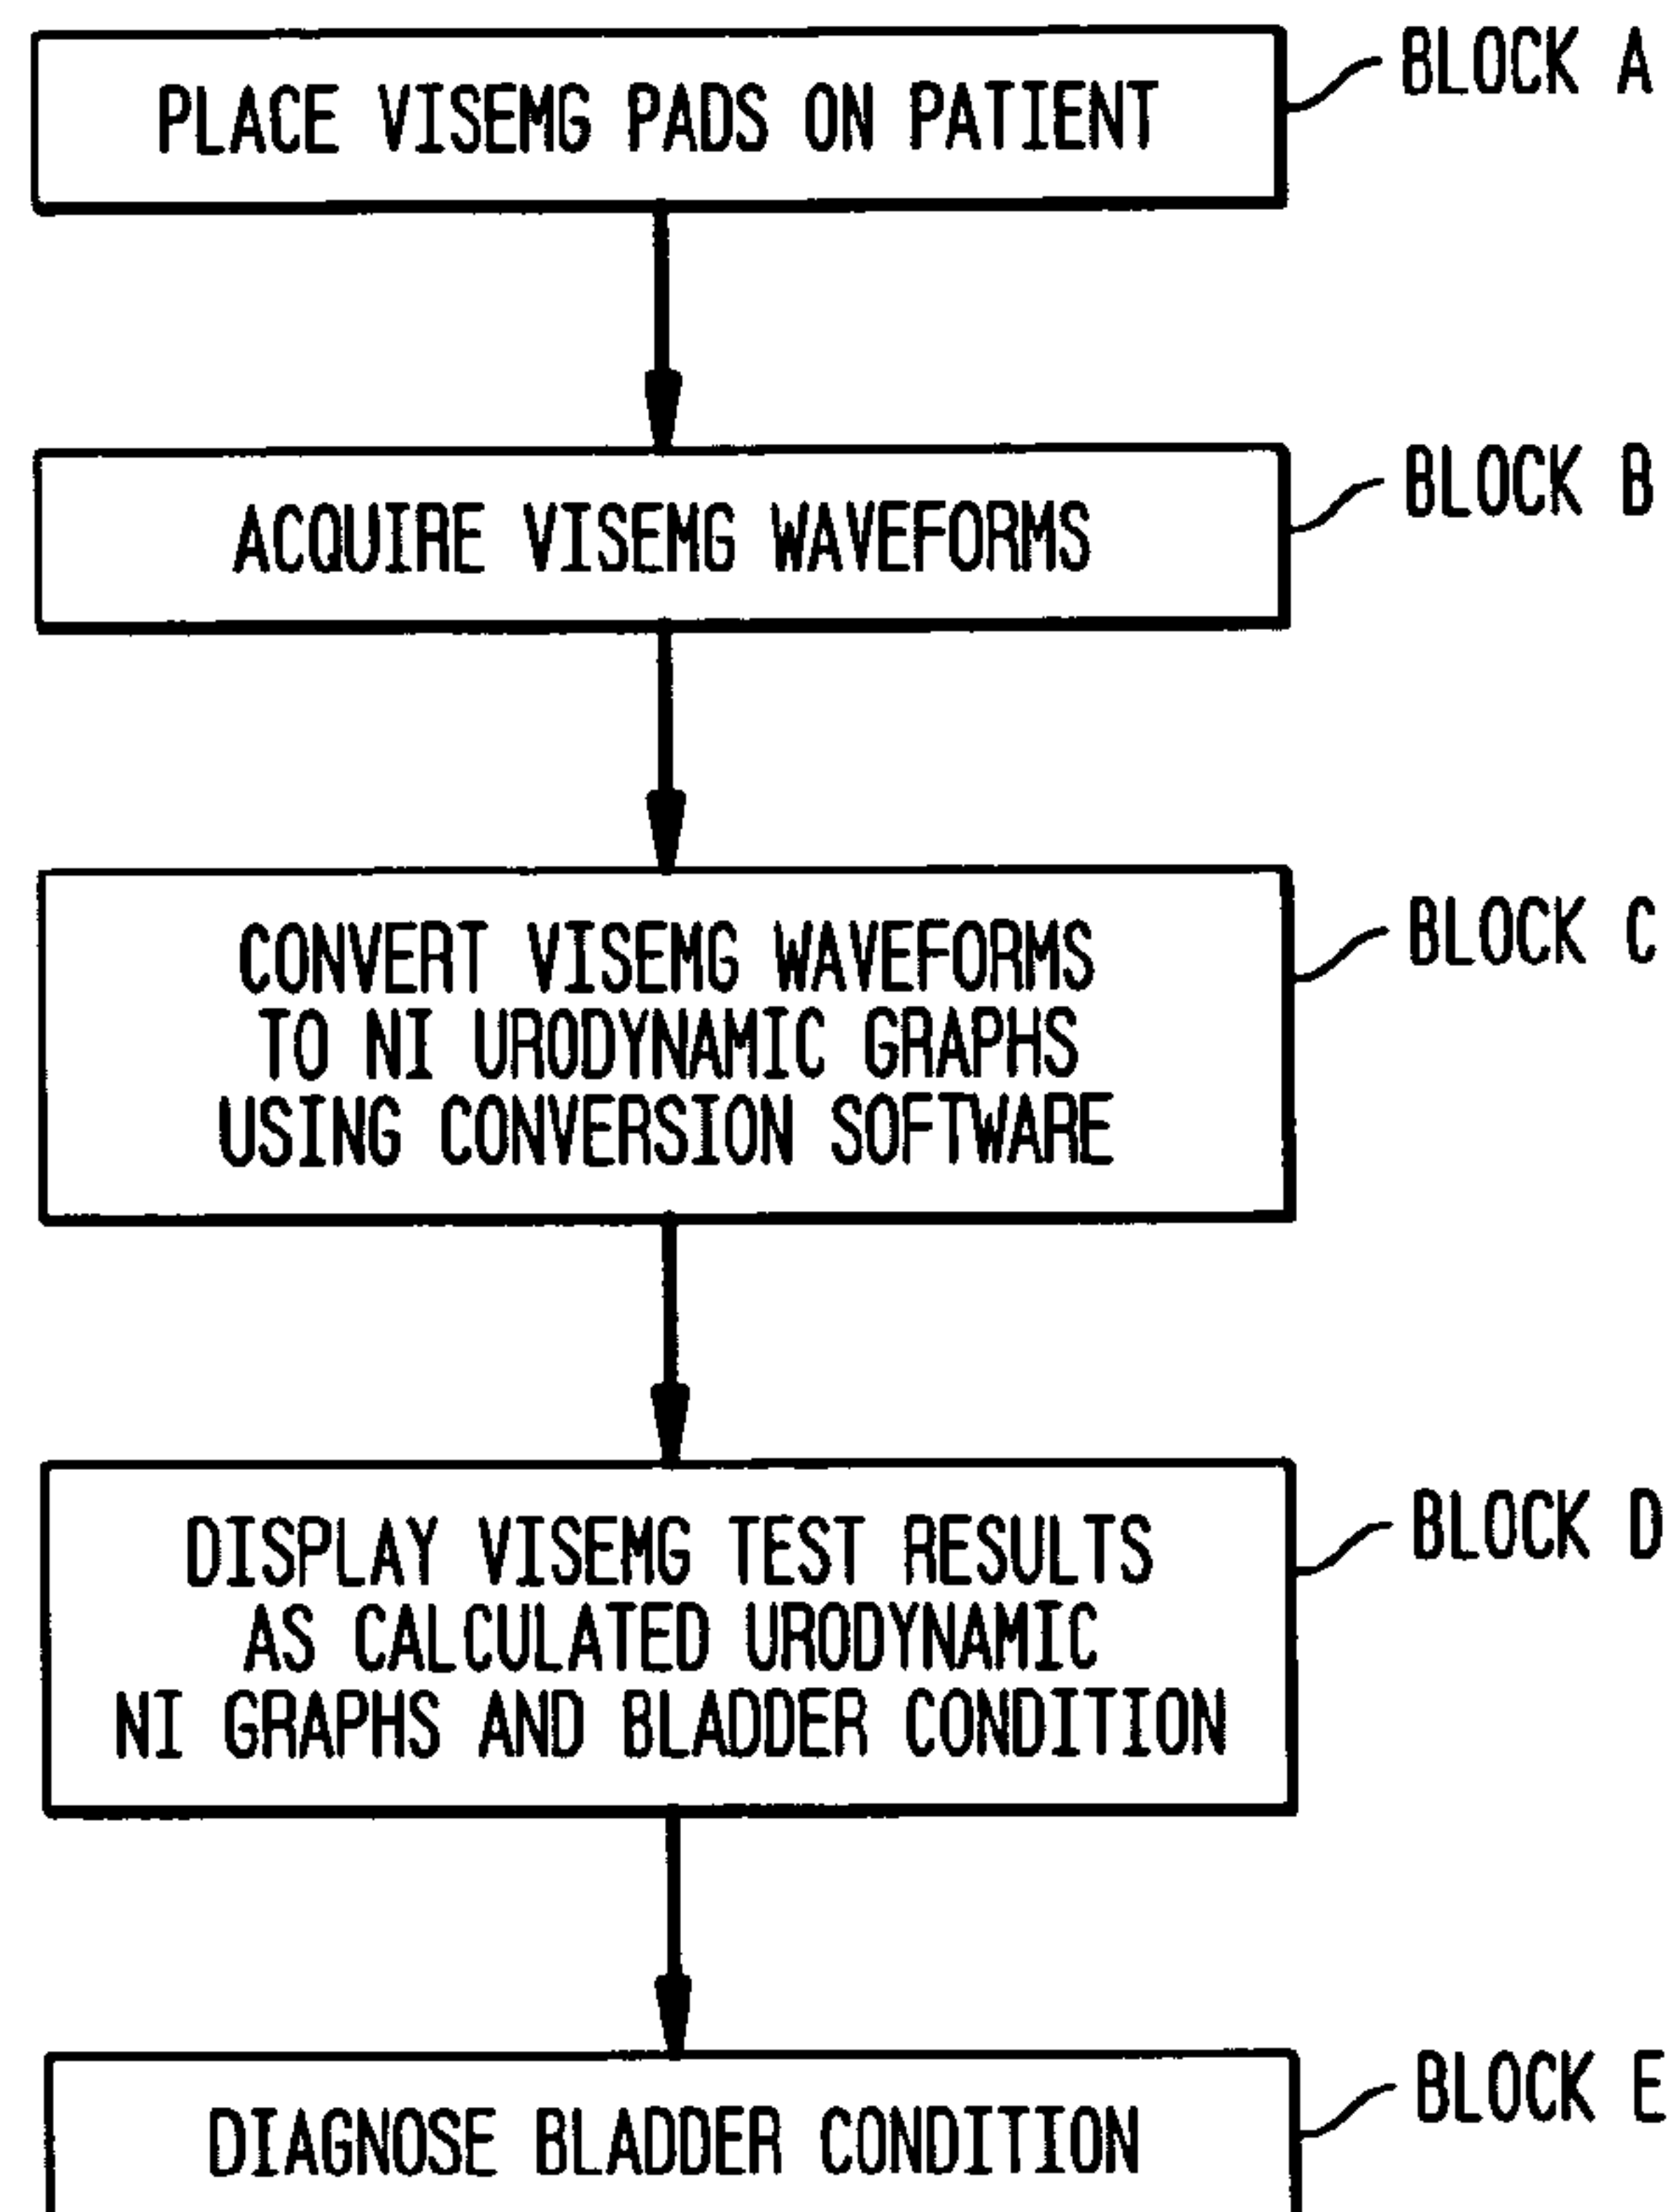 PLACE VISEMG PADS ON PATIENT
BLOCK A
ACQUIRE VISEMG WAVEFORMS
BLOCK B
CONVERT VISEMG WAVEFORMS
TO NI URODYNAMIC GRAPHS
USING CONVERSION SOFTWARE
BLOCK C
DISPLAY VISEMG TEST RESULTS
AS CALCULATED URODYNAMIC
NI GRAPHS AND BLADDER CONDITION
BLOCK D
DIAGNOSE BLADDER CONDITION
BLOCK E